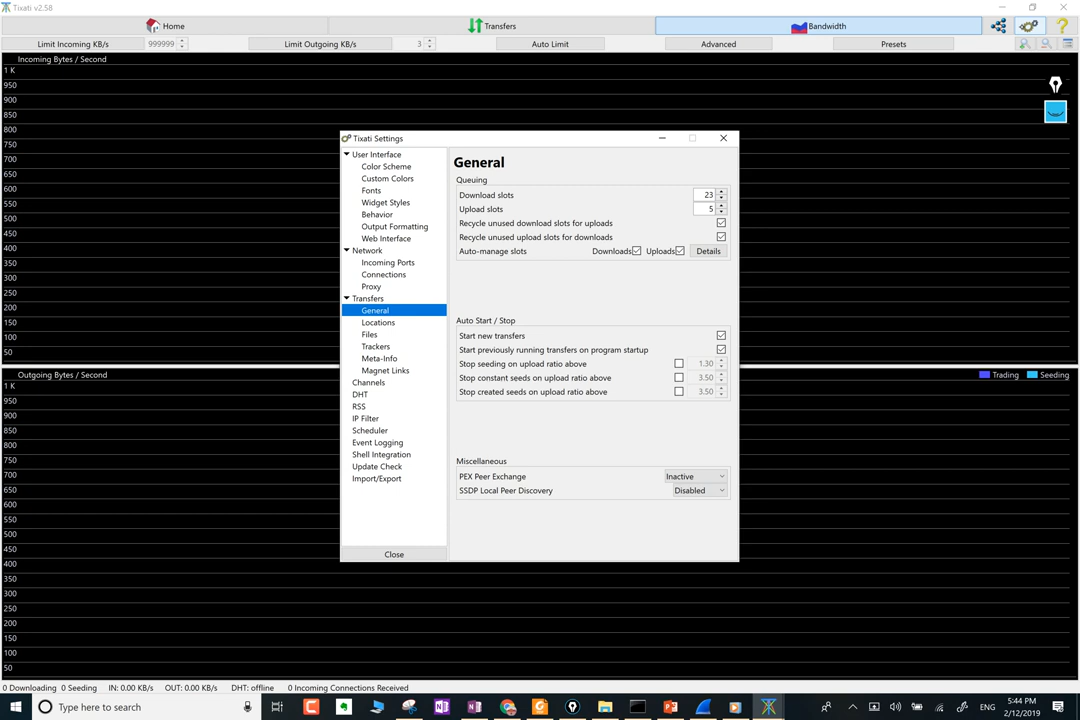 Tixati v2.58
Home
Transfers
Bandwidth
Limit Incoming KB/s 999999
Limit Outgoing KB/s 3
Auto Limit
Advanced
Presets
Incoming Bytes / Second
1 K
950
900
850
800
750
700
650
600
550
500
450
400
350
300
250
200
150
100
50
Tixati Settings
User Interface
Color Scheme
Custom Colors
Fonts
Widget Styles
Behavior
Output Formatting
Web Interface
Network
Incoming Ports
Connections
Proxy
Transfers
General
Locations
Files
Trackers
Meta-Info
Magnet Links
Channels
DHT
RSS
IP Filter
Scheduler
Event Logging
Shell Integration
Update Check
Import/Export
Close
General
Queuing
Download slots 23
Upload slots 5
Recycle unused download slots for uploads
Recycle unused upload slots for downloads
Auto-manage slots Downloads Uploads Details
Auto Start / Stop
Start new transfers
Start previously running transfers on program startup
Stop seeding on upload ratio above 1.30
Stop constant seeds on upload ratio above 3.50
Stop created seeds on upload ratio above 3.50
Miscellaneous
PEX Peer Exchange Inactive
SSDP Local Peer Discovery Disabled
Outgoing Bytes / Second
Trading Seeding
1 K
950
900
850
800
750
700
650
600
550
500
450
400
350
300
250
200
150
100
50
0 Downloading 0 Seeding IN: 0.00 KB/s OUT: 0.00 KB/s DHT: offline 0 Incoming Connections Received
Type here to search
ENG
5:44 PM
2/12/2019